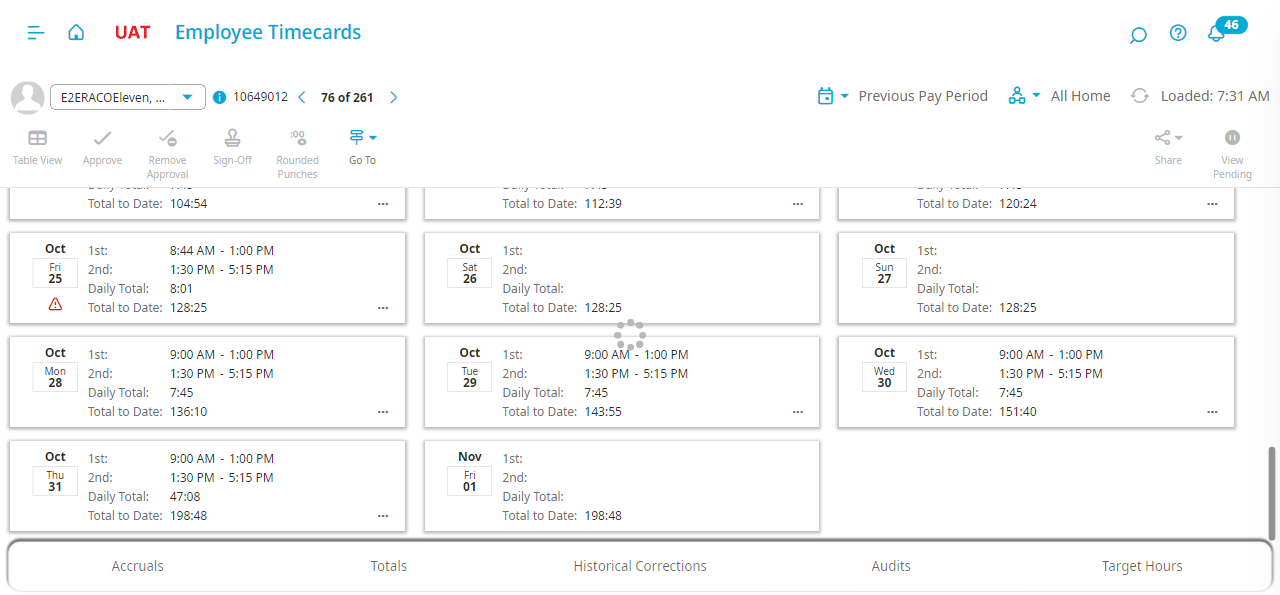 UAT Employee Timecards 46
E2ERACOEleven, ... 10649012 76 of 261 Previous Pay Period All Home Loaded: 7:31 AM
Table View Approve Remove Approval Sign-Off :00 Rounded Punches Go To Share View Pending
Total to Date: 104:54 ... Total to Date: 112:39 ... Total to Date: 120:24 ...
Oct Fri 25
1st: 8:44 AM - 1:00 PM
2nd: 1:30 PM - 5:15 PM
Daily Total: 8:01
Total to Date: 128:25 ...
Oct Sat 26
1st:
2nd:
Daily Total:
Total to Date: 128:25
Oct Sun 27
1st:
2nd:
Daily Total:
Total to Date: 128:25
Oct Mon 28
1st: 9:00 AM - 1:00 PM
2nd: 1:30 PM - 5:15 PM
Daily Total: 7:45
Total to Date: 136:10 ...
Oct Tue 29
1st: 9:00 AM - 1:00 PM
2nd: 1:30 PM - 5:15 PM
Daily Total: 7:45
Total to Date: 143:55 ...
Oct Wed 30
1st: 9:00 AM - 1:00 PM
2nd: 1:30 PM - 5:15 PM
Daily Total: 7:45
Total to Date: 151:40 ...
Oct Thu 31
1st: 9:00 AM - 1:00 PM
2nd: 1:30 PM - 5:15 PM
Daily Total: 47:08
Total to Date: 198:48 ...
Nov Fri 01
1st:
2nd:
Daily Total:
Total to Date: 198:48
Accruals Totals Historical Corrections Audits Target Hours